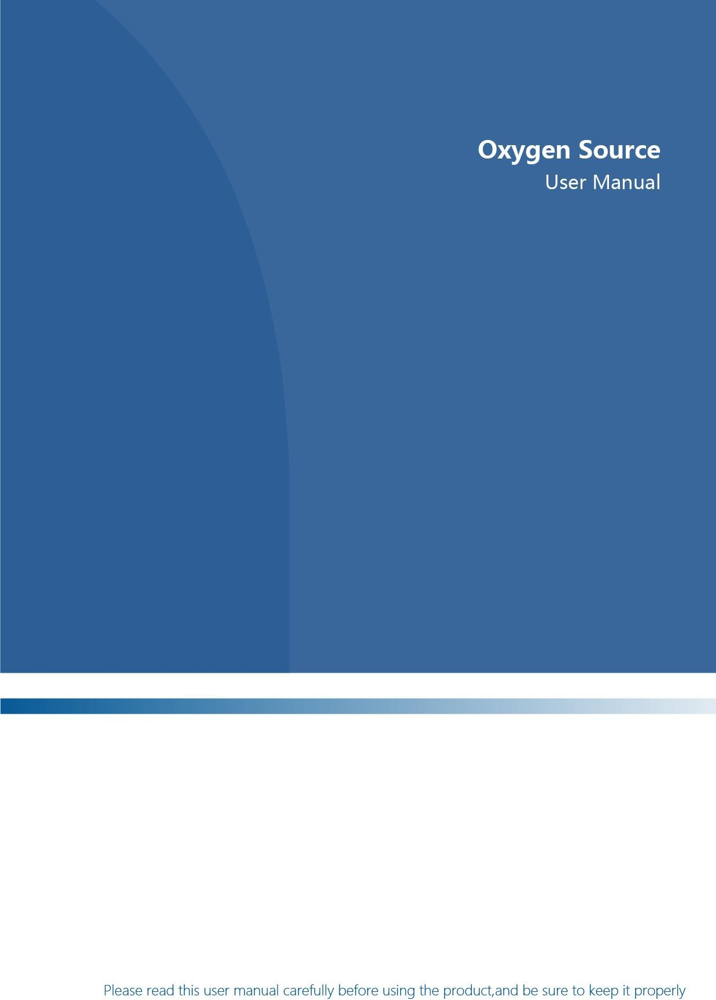 Oxygen Source
User Manual
Please read this user manual carefully before using the product,and be sure to keep it properly